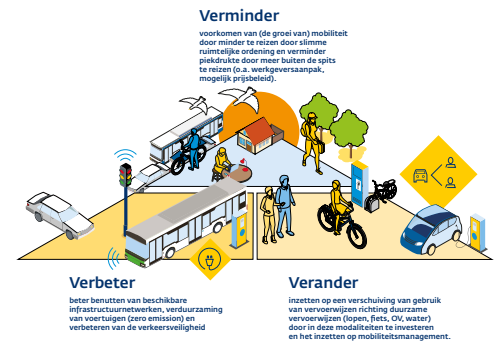 Verminder
voorkomen van (de groei van) mobiliteit
door minder te reizen door slimme
ruimtelijke ordening en verminder
piekdrukte door meer buiten de spits
te reizen (o.a. werkgeversaanpak,
mogelijk prijsbeleid).
Verbeter
beter benutten van beschikbare
infrastructuurnetwerken, verduurzaming
van voertuigen (zero emission) en
verbeteren van de verkeersveiligheid
Verander
inzetten op een verschuiving van gebruik
van vervoerwijzen richting duurzame
vervoerwijzen (lopen, fiets, OV, water)
door in deze modaliteiten te investeren
en het inzetten op mobiliteitsmanagement.